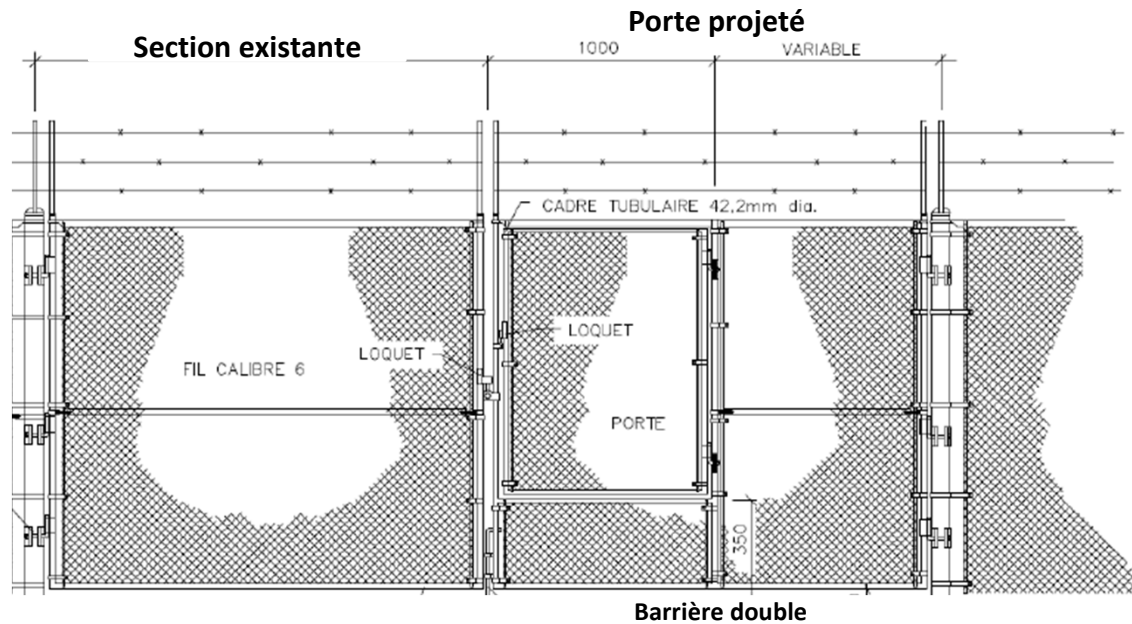 Porte projeté
Section existante
1000
VARIABLE
CADRE TUBULAIRE 42,2mm dia.
LOQUET
LOQUET
FIL CALIBRE 6
PORTE
350
Barrière double